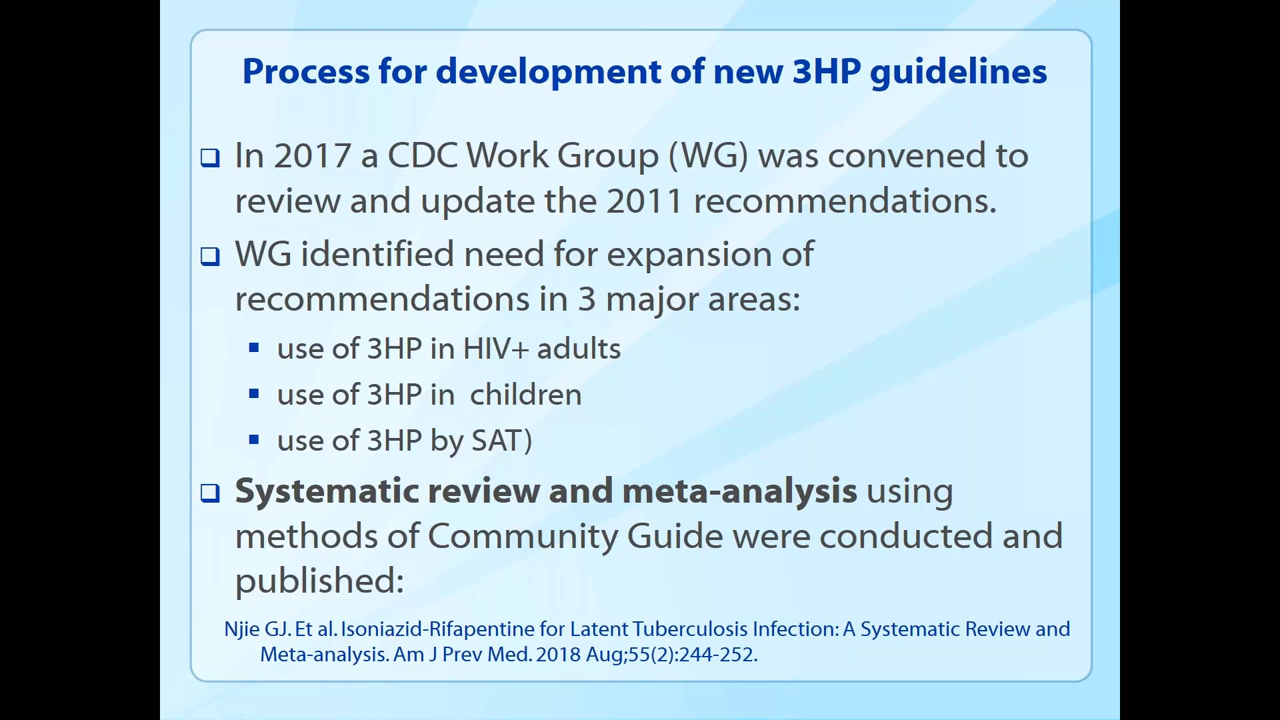 Process for development of new 3HP guidelines
In 2017 a CDC Work Group (WG) was convened to
review and update the 2011 recommendations.
WG identified need for expansion of
recommendations in 3 major areas:
use of 3HP in HIV+ adults
use of 3HP in  children
use of 3HP by SAT)
Systematic review and meta-analysis using
methods of Community Guide were conducted and
published:
Njie GJ. Et al. Isoniazid-Rifapentine for Latent Tuberculosis Infection: A Systematic Review and
Meta-analysis. Am J Prev Med. 2018 Aug;55(2):244-252.